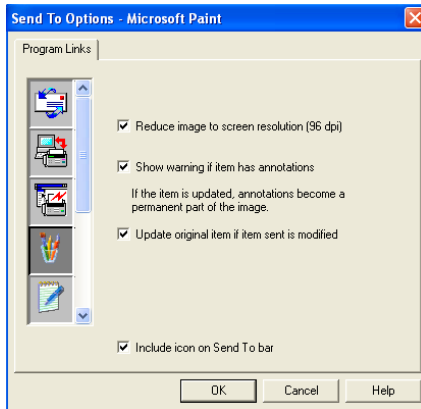 Send To Options - Microsoft Paint
Program Links
Reduce image to screen resolution (96 dpi)
Show warning if item has annotations
If the item is updated, annotations become a
permanent part of the image.
Update original item if item sent is modified
Include icon on Send To bar
OK
Cancel
Help